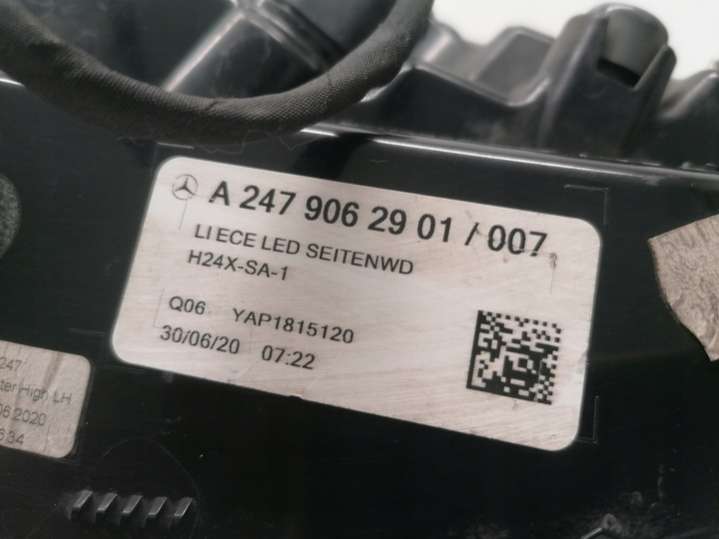 A 247 906 29 01 / 007
LI ECE LED SEITENWD
H24X-SA-1
Q06 YAP1815120
30/06/20 07:22
247
High LH
2020
634